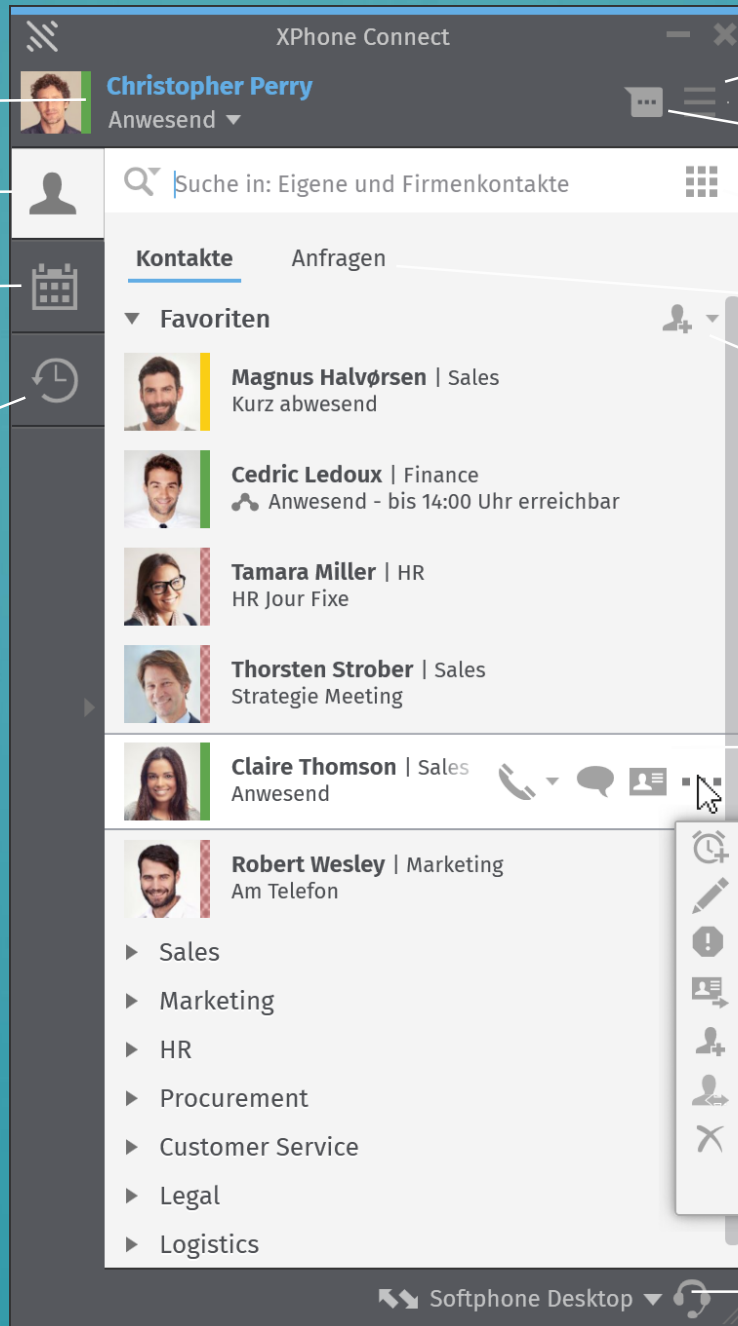 XPhone Connect
Christopher Perry
Anwesend
Suche in: Eigene und Firmenkontakte
Kontakte Anfragen
Favoriten
Magnus Halvørsen | Sales
Kurz abwesend
Cedric Ledoux | Finance
Anwesend - bis 14:00 Uhr erreichbar
Tamara Miller | HR
HR Jour Fixe
Thorsten Strober | Sales
Strategie Meeting
Claire Thomson | Sales
Anwesend
Robert Wesley | Marketing
Am Telefon
Sales
Marketing
HR
Procurement
Customer Service
Legal
Logistics
Softphone Desktop